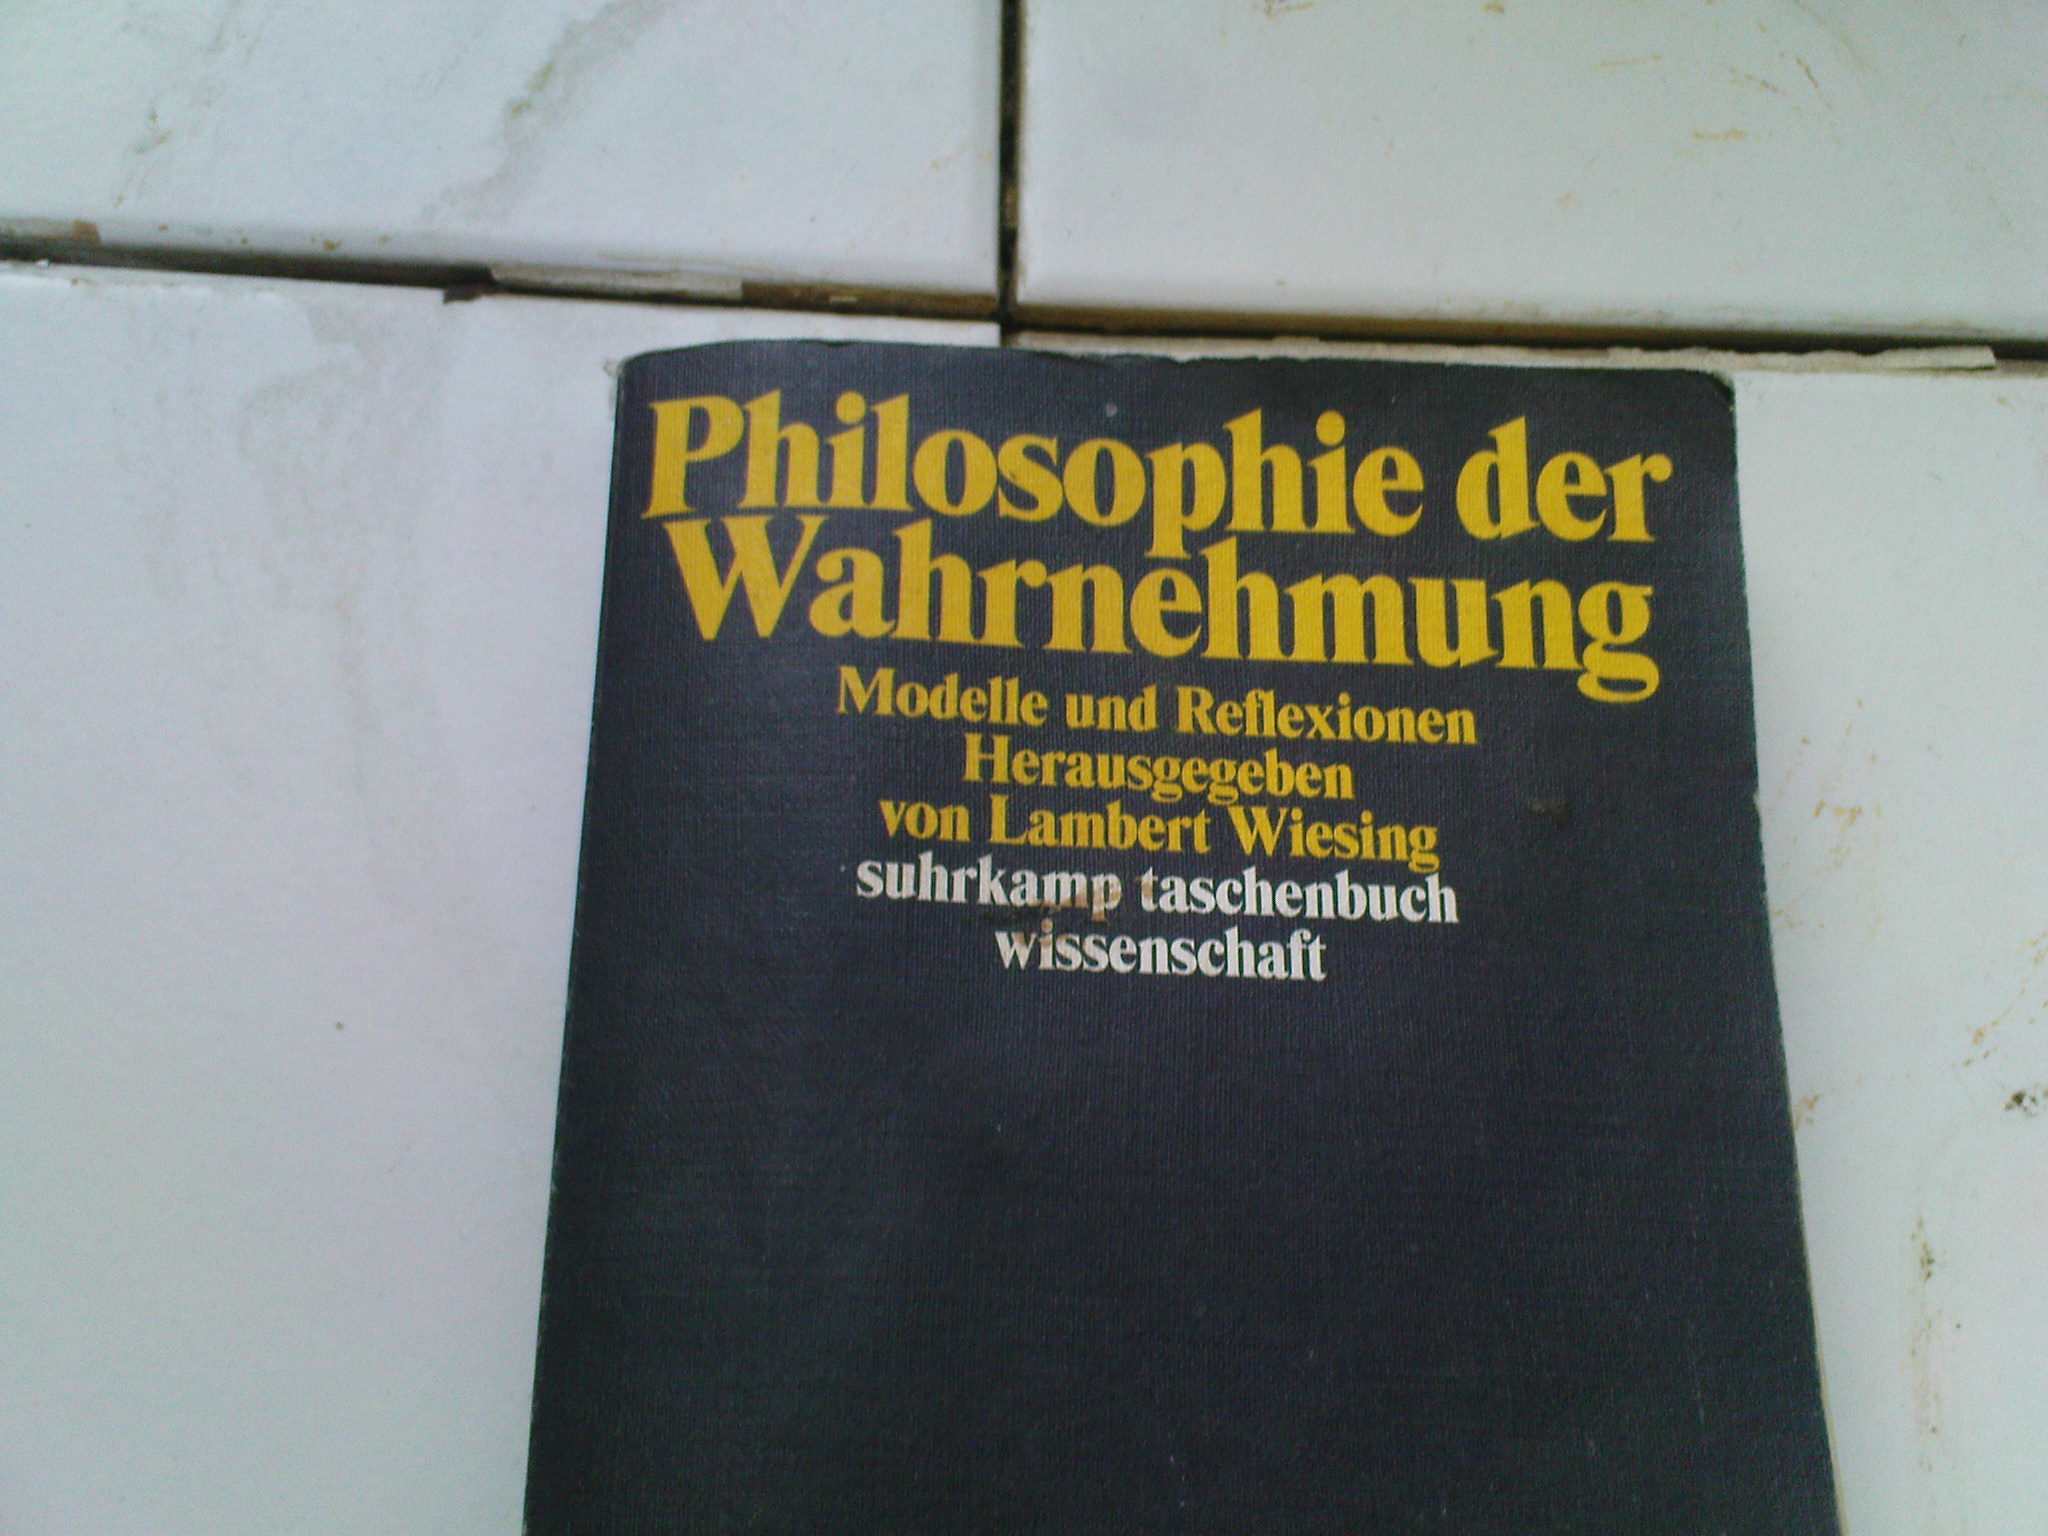 Philosophie der
Wahrnehmung
Modelle und Reflexionen
Herausgegeben
von Lambert Wiesing
suhrkamp taschenbuch
wissenschaft